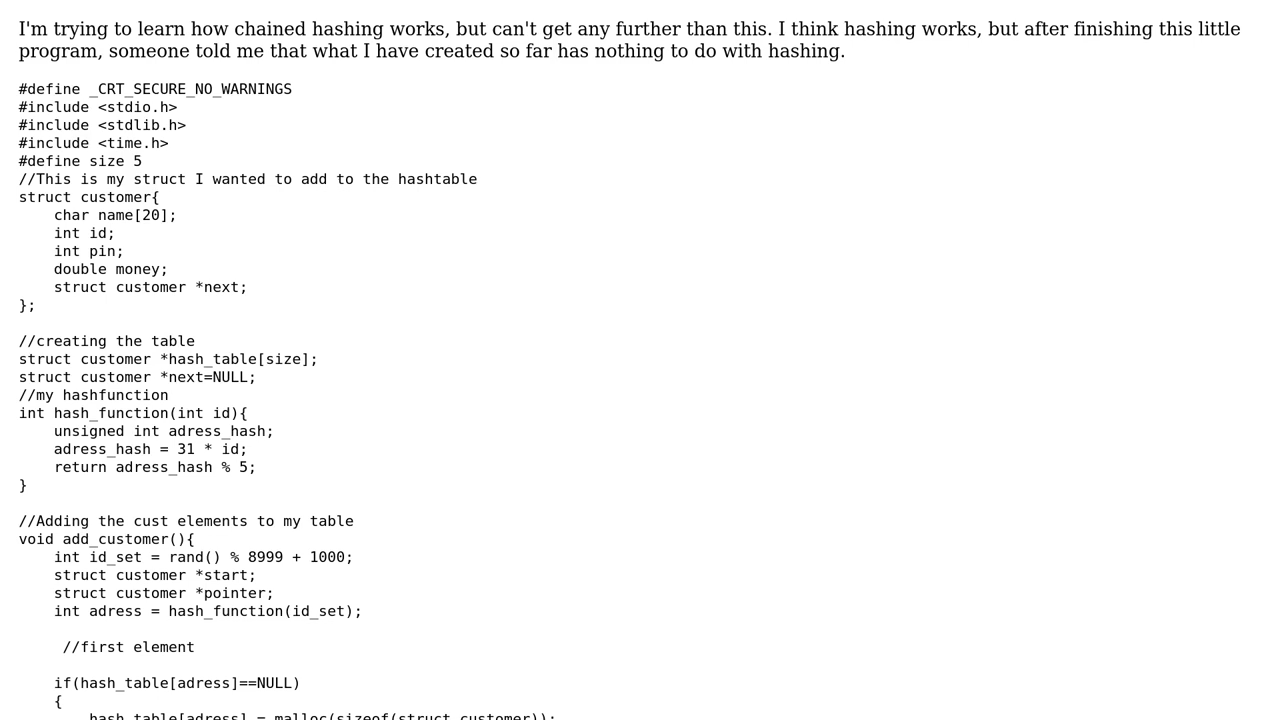 I'm trying to learn how chained hashing works, but can't get any further than this. I think hashing works, but after finishing this little
program, someone told me that what I have created so far has nothing to do with hashing.
#define _CRT_SECURE_NO_WARNINGS
#include <stdio.h>
#include <stdlib.h>
#include <time.h>
#define size 5
//This is my struct I wanted to add to the hashtable
struct customer{
    char name[20];
    int id;
    int pin;
    double money;
    struct customer *next;
};

//creating the table
struct customer *hash_table[size];
struct customer *next=NULL;
//my hashfunction
int hash_function(int id){
    unsigned int adress_hash;
    adress_hash = 31 * id;
    return adress_hash % 5;
}

//Adding the cust elements to my table
void add_customer(){
    int id_set = rand() % 8999 + 1000;
    struct customer *start;
    struct customer *pointer;
    int adress = hash_function(id_set);

     //first element

    if(hash_table[adress]==NULL)
    {
        hash_table[adress] = malloc(sizeof(struct customer));